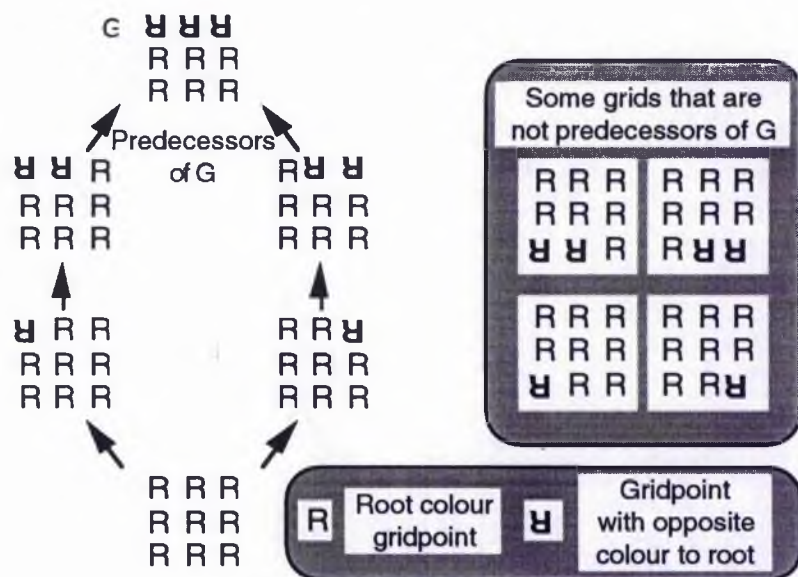 G ꓤ ꓤ ꓤ
R R R
R R R
Predecessors
of G
ꓤ ꓤ R
R R R
R R R
R ꓤ ꓤ
R R R
R R R
ꓤ R R
R R R
R R R
R R ꓤ
R R R
R R R
R R R
R R R
R R R
Some grids that are
not predecessors of G
R R R
R R R
ꓤ ꓤ R
R R R
R R R
R ꓤ ꓤ
R R R
R R R
ꓤ R R
R R R
R R R
R R ꓤ
R
Root colour
gridpoint
ꓤ
Gridpoint
with opposite
colour to root